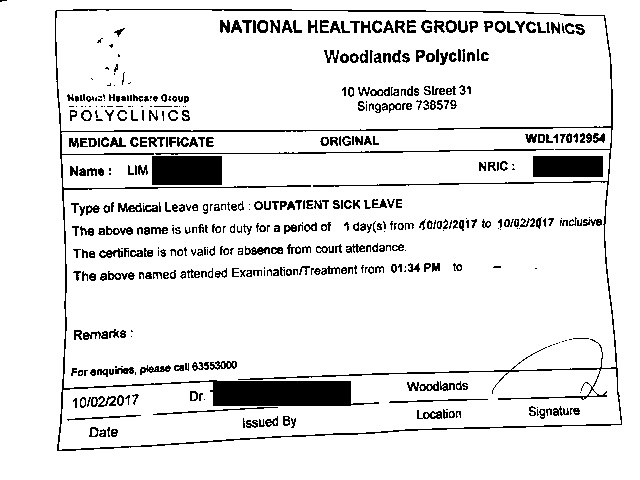 NATIONAL HEALTHCARE GROUP POLYCLINICS
Woodlands Polyclinic
10 Woodlands Street 31
Singapore 738579
National Healthcare Group
POLYCLINICS
MEDICAL CERTIFICATE ORIGINAL WDL17012954
Name : LIM NRIC :
Type of Medical Leave granted : OUTPATIENT SICK LEAVE
The above name is unfit for duty for a period of 1 day(s) from 10/02/2017 to 10/02/2017 inclusive
The certificate is not valid for absence from court attendance.
The above named attended Examination/Treatment from 01:34 PM to –
Remarks :
For enquiries, please call 63553000
10/02/2017 Dr. Woodlands
Date Issued By Location Signature